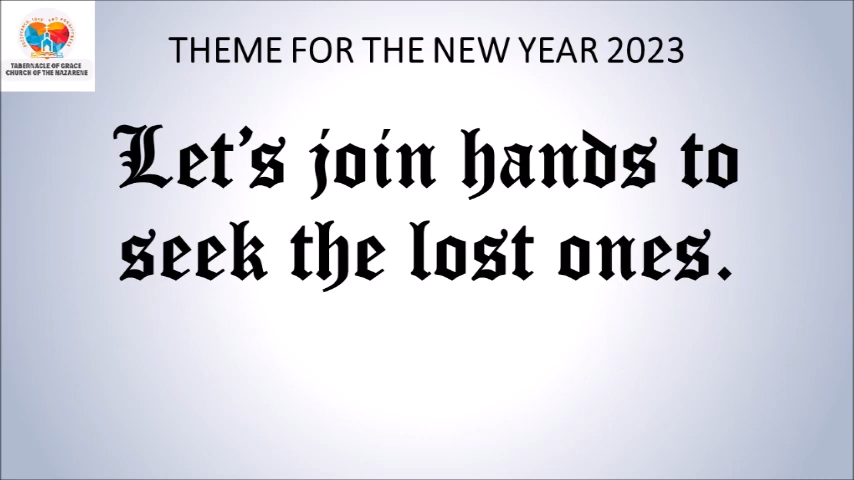 TABERNACLE OF GRACE
CHURCH OF THE NAZARENE
THEME FOR THE NEW YEAR 2023
Let's join hands to
seek the lost ones.